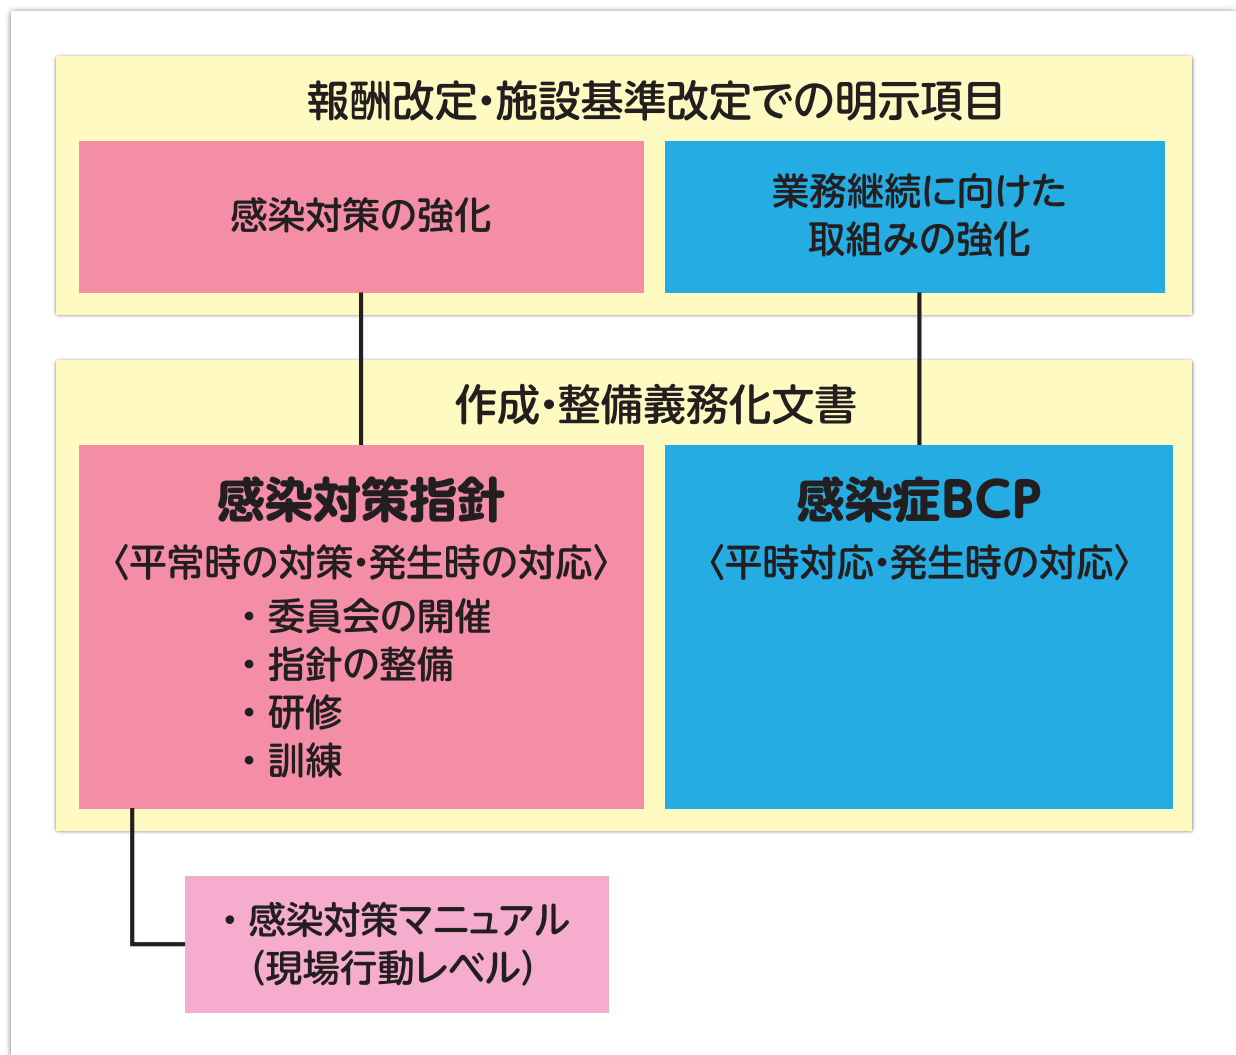 報酬改定・施設基準改定での明示項目
感染対策の強化
業務継続に向けた
取組みの強化
作成・整備義務化文書
感染対策指針
〈平常時の対策・発生時の対応〉
・委員会の開催
・指針の整備
・研修
・訓練
感染症BCP
〈平時対応・発生時の対応〉
・感染対策マニュアル
（現場行動レベル）